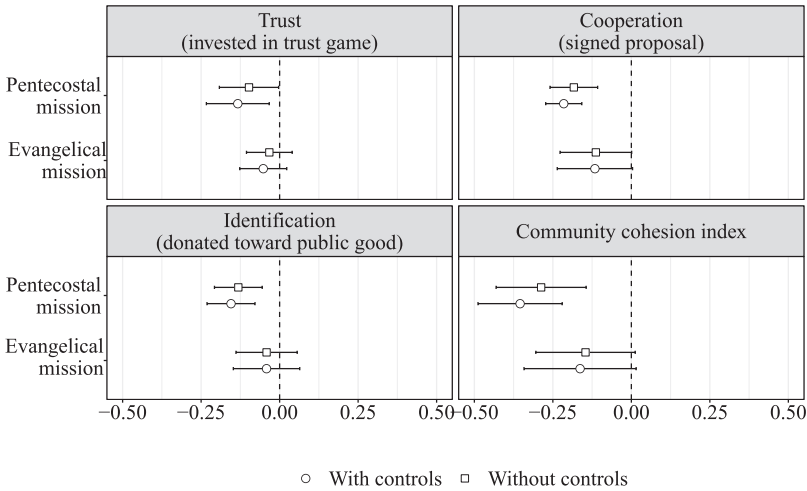 Trust
(invested in trust game)
Cooperation
(signed proposal)
Pentecostal
mission
Evangelical
mission
Identification
(donated toward public good)
Community cohesion index
Pentecostal
mission
Evangelical
mission
−0.50 −0.25 0.00 0.25 0.50 −0.50 −0.25 0.00 0.25 0.50
With controls Without controls